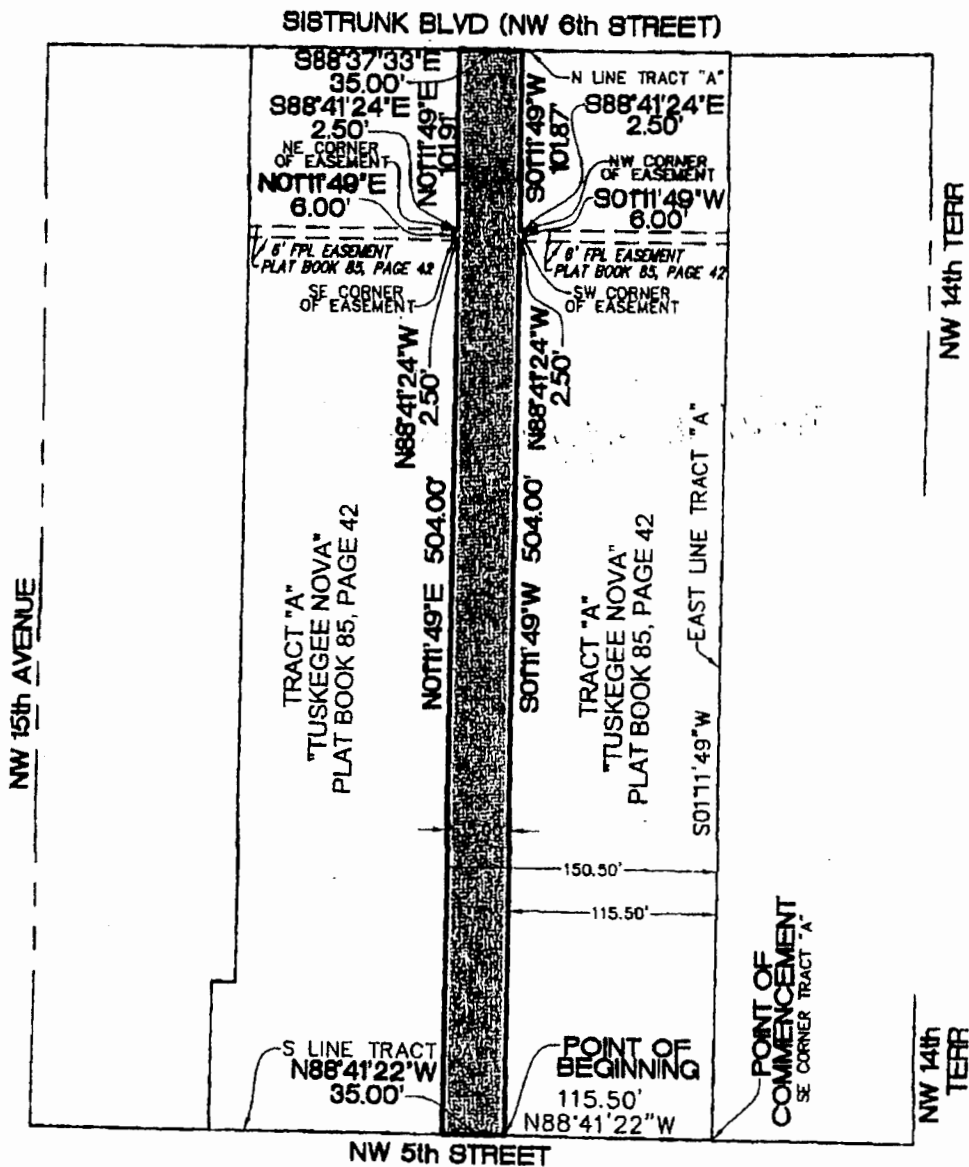 SISTRUNK BLVD (NW 6th STREET)
S88°37'33"E
35.00'
S88°41'24"E
2.50'
NE CORNER
OF EASEMENT
N01°11'49"E
6.00'
N01°11'49"E
101.91'
S01°11'49"W
101.87'
N LINE TRACT "A"
S88°41'24"E
2.50'
NW CORNER
OF EASEMENT
S01°11'49"W
6.00'
6' FPL EASEMENT
PLAT BOOK 85, PAGE 42
SE CORNER
OF EASEMENT
6' FPL EASEMENT
PLAT BOOK 85, PAGE 42
SW CORNER
OF EASEMENT
N88°41'24"W
2.50'
N88°41'24"W
2.50'
NW 14th TERR
NW 15th AVENUE
TRACT "A"
"TUSKEGEE NOVA"
PLAT BOOK 85, PAGE 42
N01°11'49"E 504.00'
S01°11'49"W 504.00'
TRACT "A"
"TUSKEGEE NOVA"
PLAT BOOK 85, PAGE 42
S01°11'49"W
EAST LINE TRACT "A"
150.50'
115.50'
POINT OF
COMMENCEMENT
SE CORNER TRACT "A"
NW 14th
TERR
S LINE TRACT
N88°41'22"W
35.00'
POINT OF
BEGINNING
115.50'
N88°41'22"W
NW 5th STREET